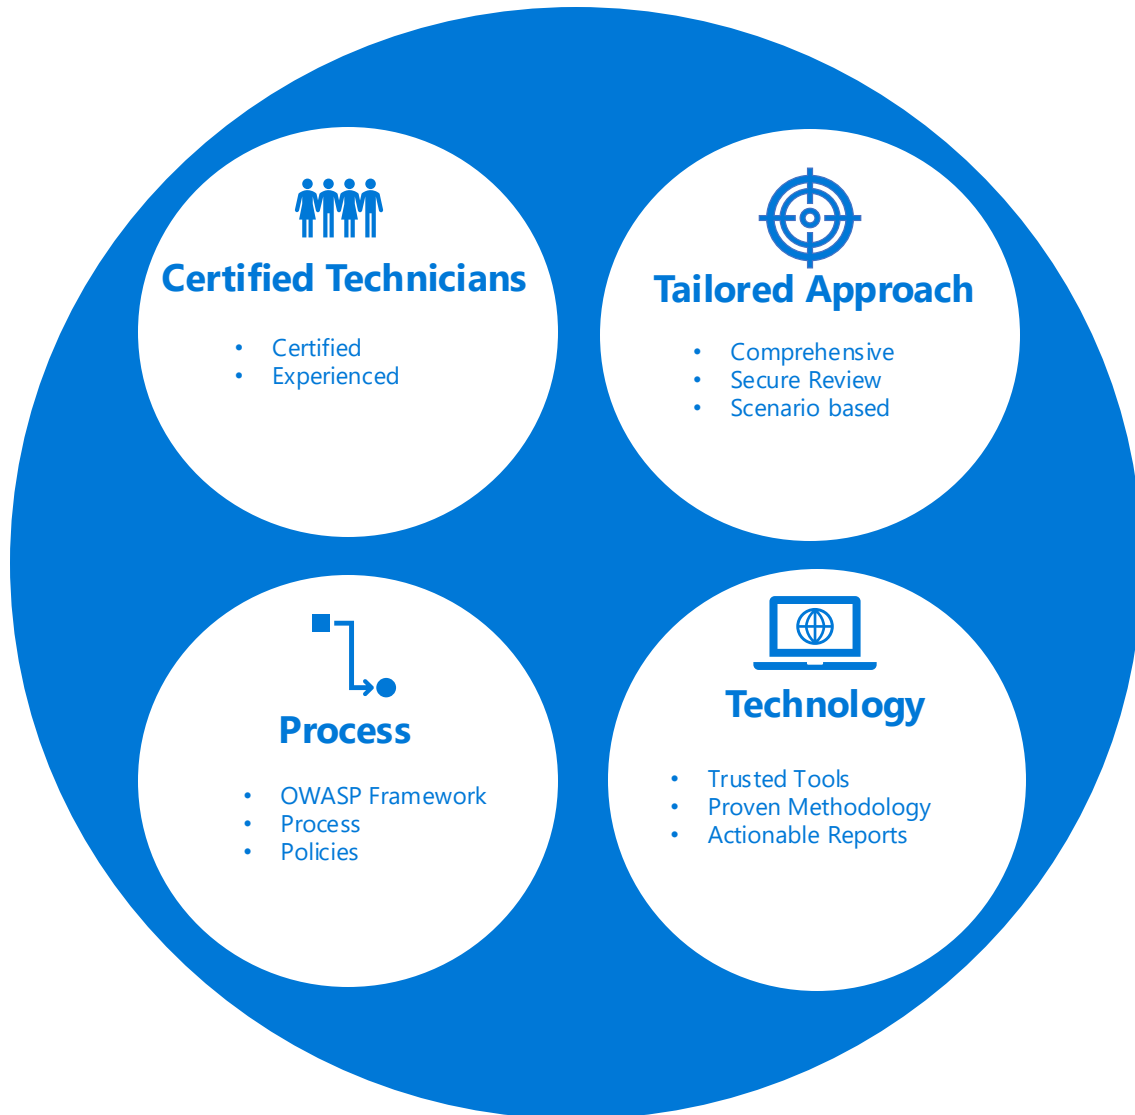 Certified Technicians
• Certified
• Experienced
Tailored Approach
• Comprehensive
• Secure Review
• Scenario based
Process
• OWASP Framework
• Process
• Policies
Technology
• Trusted Tools
• Proven Methodology
• Actionable Reports